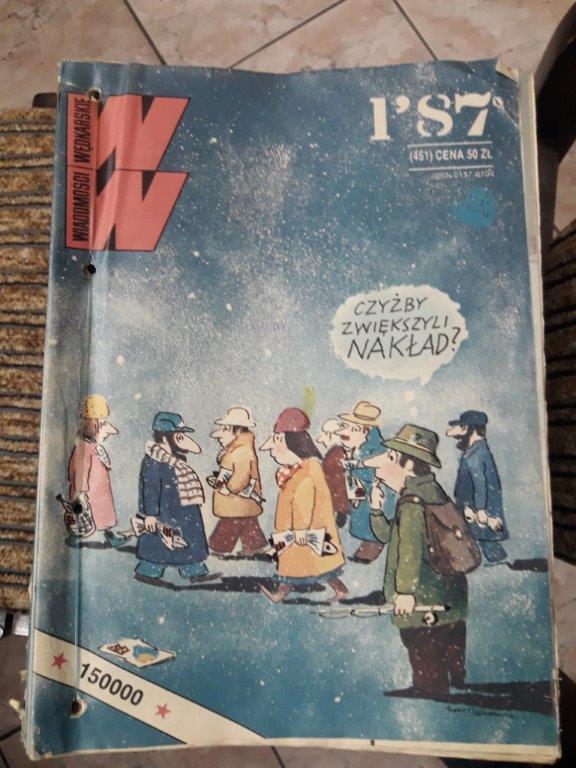 WW
WIADOMOŚCI WĘDKARSKIE
1'87
(451) CENA 50 ZŁ
CZYŻBY
ZWIĘKSZYLI
NAKŁAD?
150000